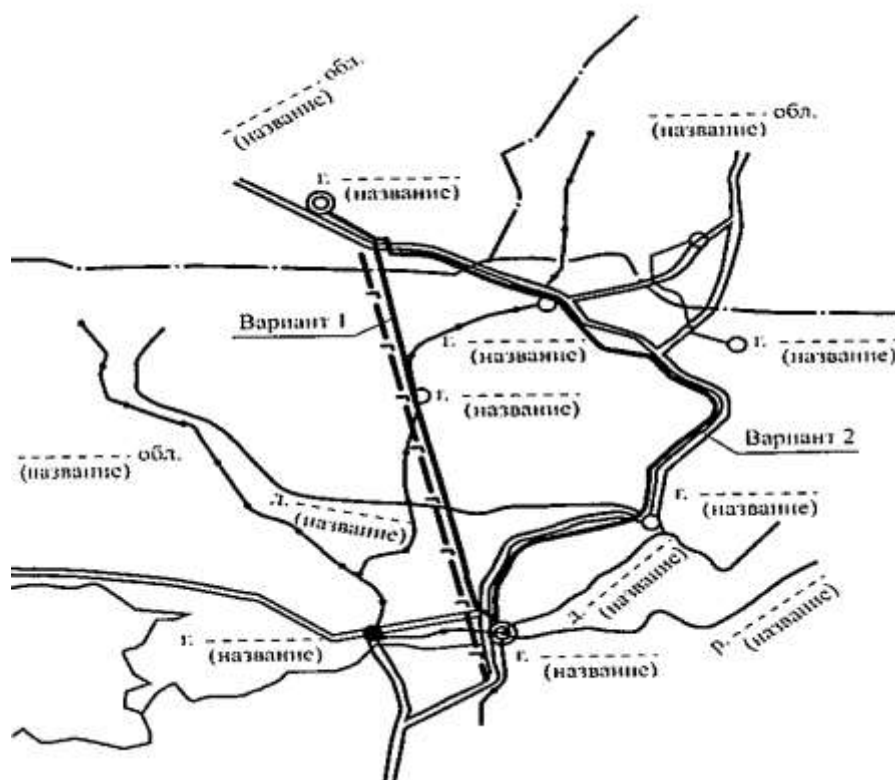 обл.
(название)
обл.
(название)
г.
(название)
Вариант 1
г.
(название)
г.
(название)
г.
(название)
Вариант 2
обл.
(название)
г.
(название)
д.
(название)
д.
(название)
р.
(название)
г.
(название)
г.
(название)